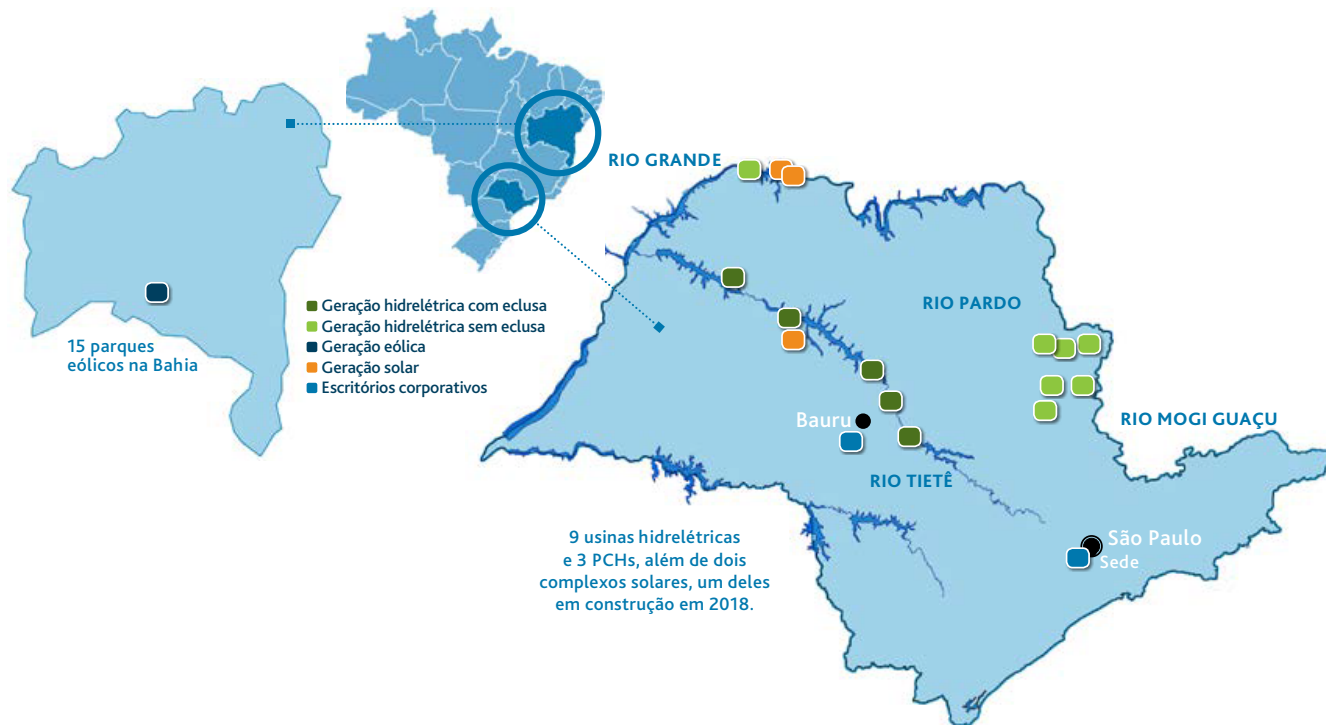 RIO GRANDE
RIO PARDO
Geração hidrelétrica com eclusa
Geração hidrelétrica sem eclusa
Geração eólica
Geração solar
Escritórios corporativos
15 parques
eólicos na Bahia
Bauru
RIO MOGI GUAÇU
RIO TIETÊ
São Paulo
Sede
9 usinas hidrelétricas
e 3 PCHs, além de dois
complexos solares, um deles
em construção em 2018.